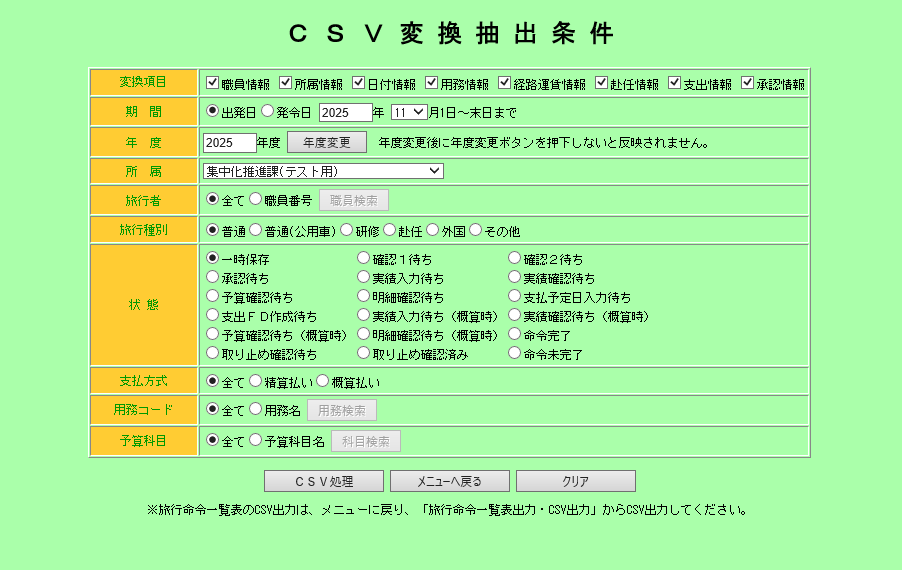 ＣＳＶ変換抽出条件
変換項目 職員情報 所属情報 日付情報 用務情報 経路運賃情報 赴任情報 支出情報 承認情報
期　間 出発日 発令日 2025 年 11 月1日～末日まで
年　度 2025 年度 年度変更 年度変更後に年度変更ボタンを押下しないと反映されません。
所　属 集中化推進課(テスト用)
旅行者 全て 職員番号 職員検索
旅行種別 普通 普通(公用車) 研修 赴任 外国 その他
状 態
一時保存 確認１待ち 確認２待ち
承認待ち 実績入力待ち 実績確認待ち
予算確認待ち 明細確認待ち 支払予定日入力待ち
支出ＦＤ作成待ち 実績入力待ち（概算時） 実績確認待ち（概算時）
予算確認待ち（概算時） 明細確認待ち（概算時） 命令完了
取り止め確認待ち 取り止め確認済み 命令未完了
支払方式 全て 精算払い 概算払い
用務コード 全て 用務名 用務検索
予算科目 全て 予算科目名 科目検索
ＣＳＶ処理 メニューへ戻る クリア
※旅行命令一覧表のCSV出力は、メニューに戻り、「旅行命令一覧表出力・CSV出力」からCSV出力してください。